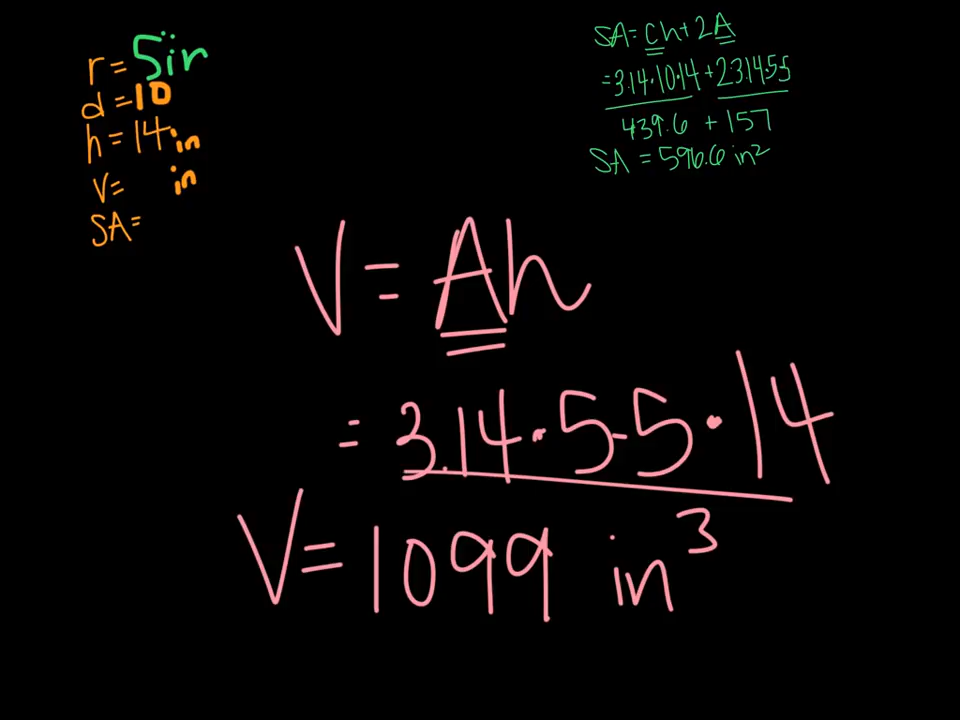 r = 5in
d = 10
h = 14 in
V = in
SA =
SA = Ch + 2A
= 3.14·10·14 + 2·3.14·5·5
439.6 + 157
SA = 596.6 in²
V = Ah
= 3.14 · 5 · 5 · 14
V = 1099 in³